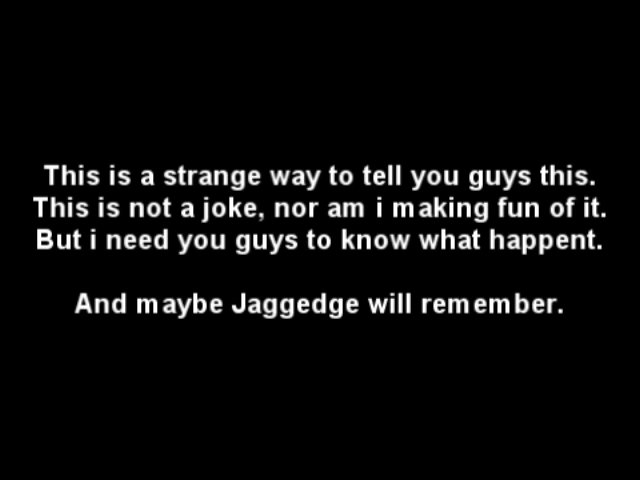 This is a strange way to tell you guys this.
This is not a joke, nor am i making fun of it.
But i need you guys to know what happent.
And maybe Jaggedge will remember.